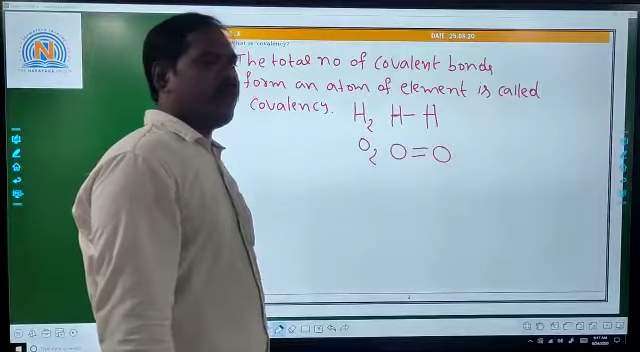 X
DATE 25.08.20
What is 'covalency?
The total no of covalent bonds
form an atom of element is called
covalency. H2 H-H
O2 O=O
N
THE NARAYANA GROUP
2